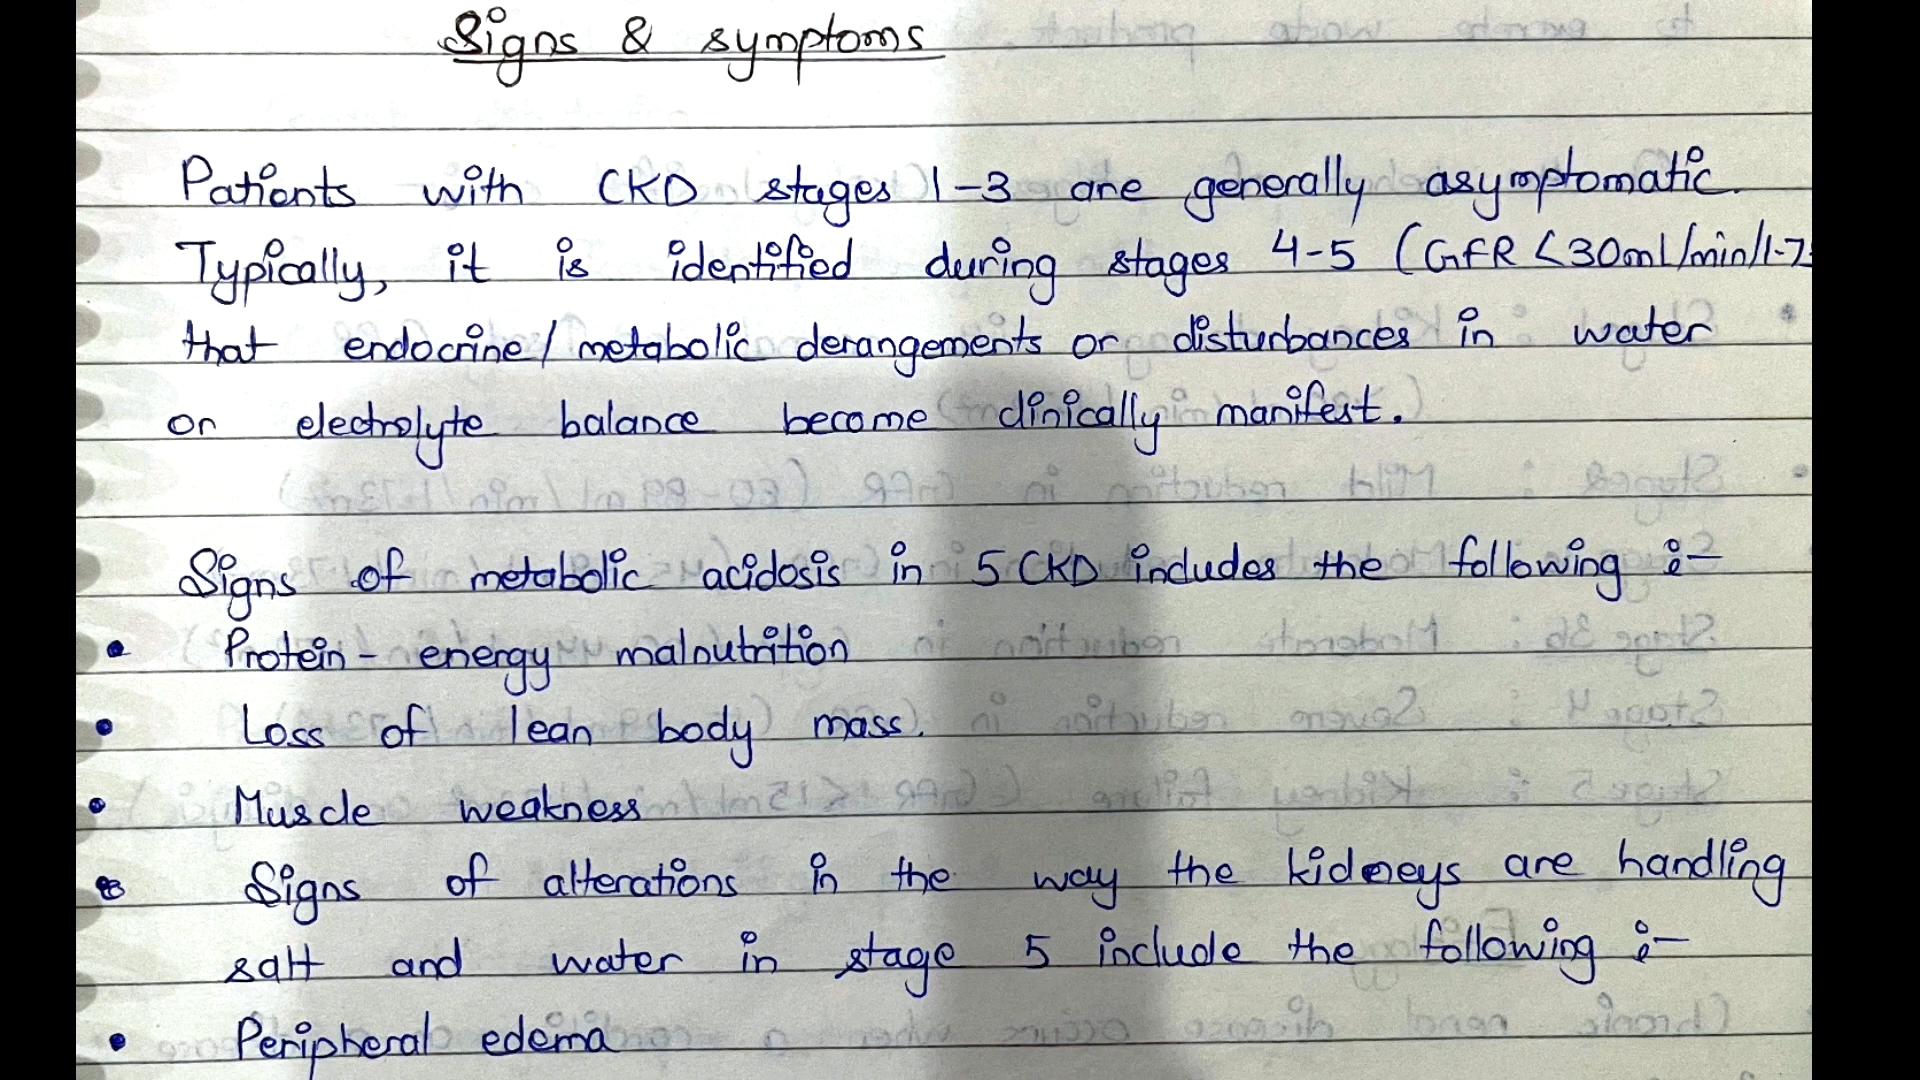 Signs & symptoms
Patients with CKD stages 1-3 are generally asymptomatic.
Typically, it is identified during stages 4-5 (GFR <30ml/min/1.7
that endocrine/metabolic derangements or disturbances in water
or electrolyte balance become clinically manifest.
Signs of metabolic acidosis in 5 CKD includes the following :-
• Protein-energy malnutrition
• Loss of lean body mass.
• Muscle weakness
• Signs of alterations in the way the kidneys are handling
salt and water in stage 5 include the following :-
• Peripheral edema